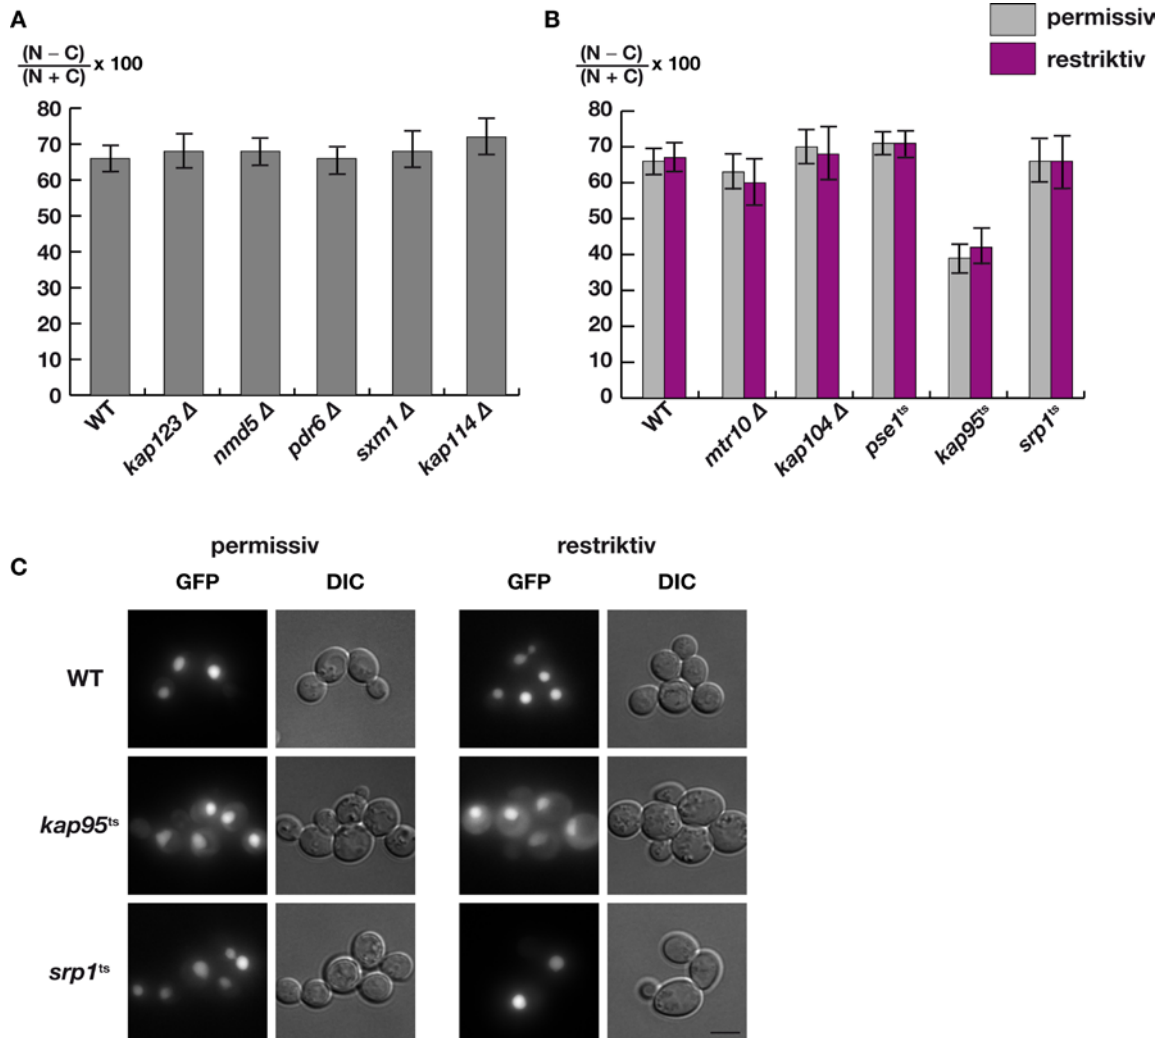 A
(N – C)
(N + C)
x 100
80
70
60
50
40
30
20
10
0
WT
kap123 Δ
nmd5 Δ
pdr6 Δ
sxm1 Δ
kap114 Δ
B
permissiv
restriktiv
(N – C)
(N + C)
x 100
80
70
60
50
40
30
20
10
0
WT
mtr10 Δ
kap104 Δ
pse1ts
kap95ts
srp1ts
C
permissiv restriktiv
GFP DIC GFP DIC
WT
kap95ts
srp1ts